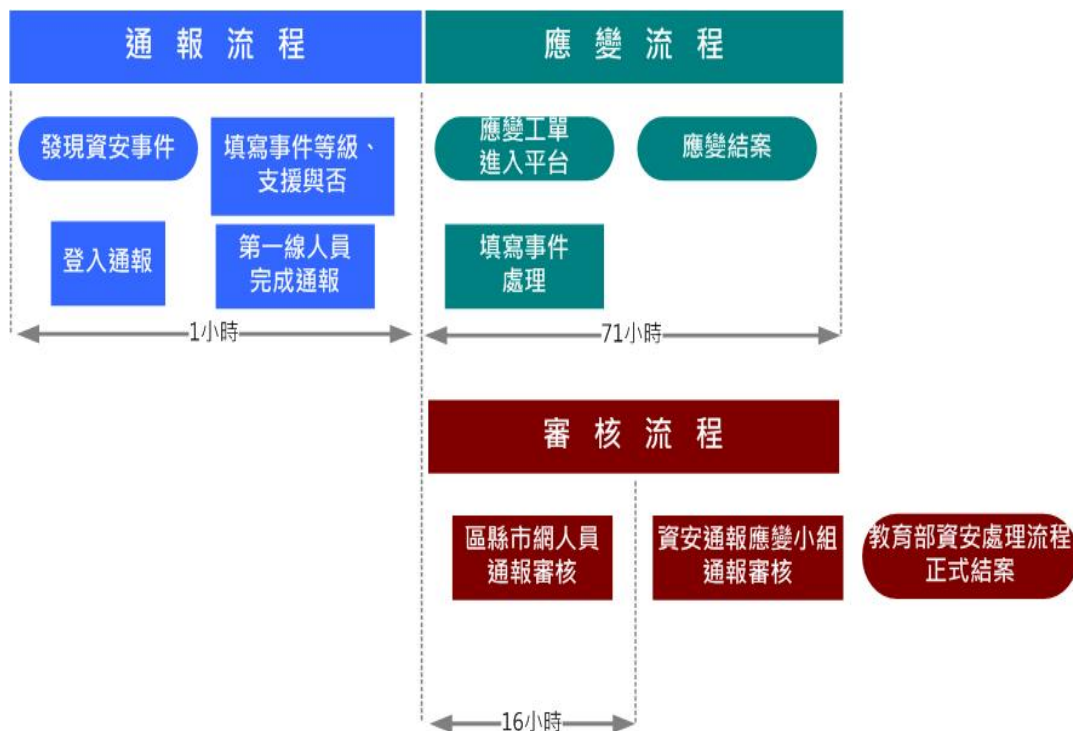 通報流程
應變流程
發現資安事件
填寫事件等級、
支援與否
登入通報
第一線人員
完成通報
1小時
應變工單
進入平台
應變結案
填寫事件
處理
71小時
審核流程
區縣市網人員
通報審核
資安通報應變小組
通報審核
教育部資安處理流程
正式結案
16小時